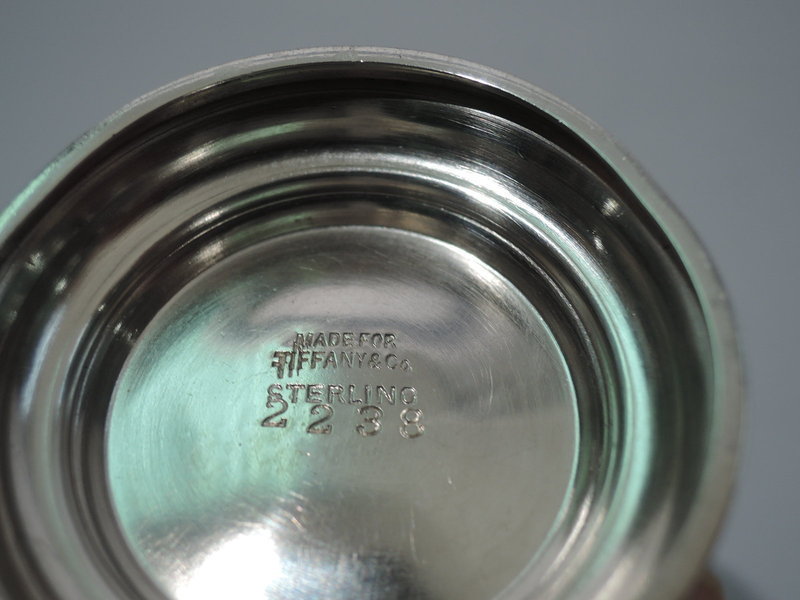 MADE FOR
TIFFANY & Co.
STERLING
2238